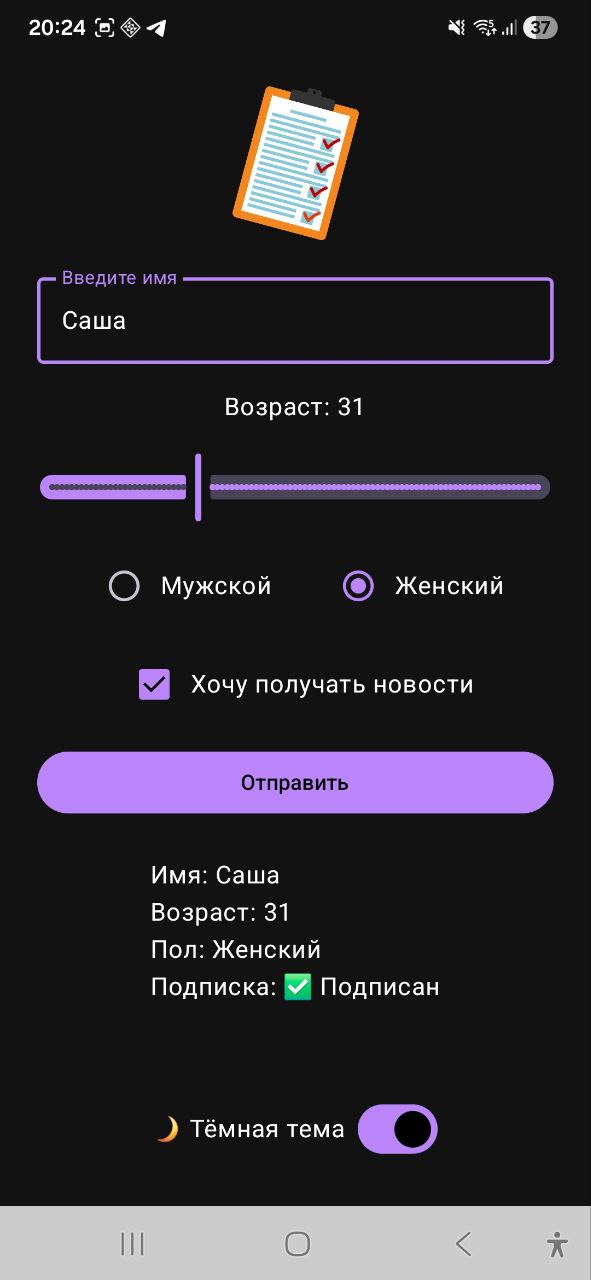 20:24
37
Введите имя
Саша
Возраст: 31
Мужской
Женский
Хочу получать новости
Отправить
Имя: Саша
Возраст: 31
Пол: Женский
Подписка: ✅ Подписан
🌙 Тёмная тема